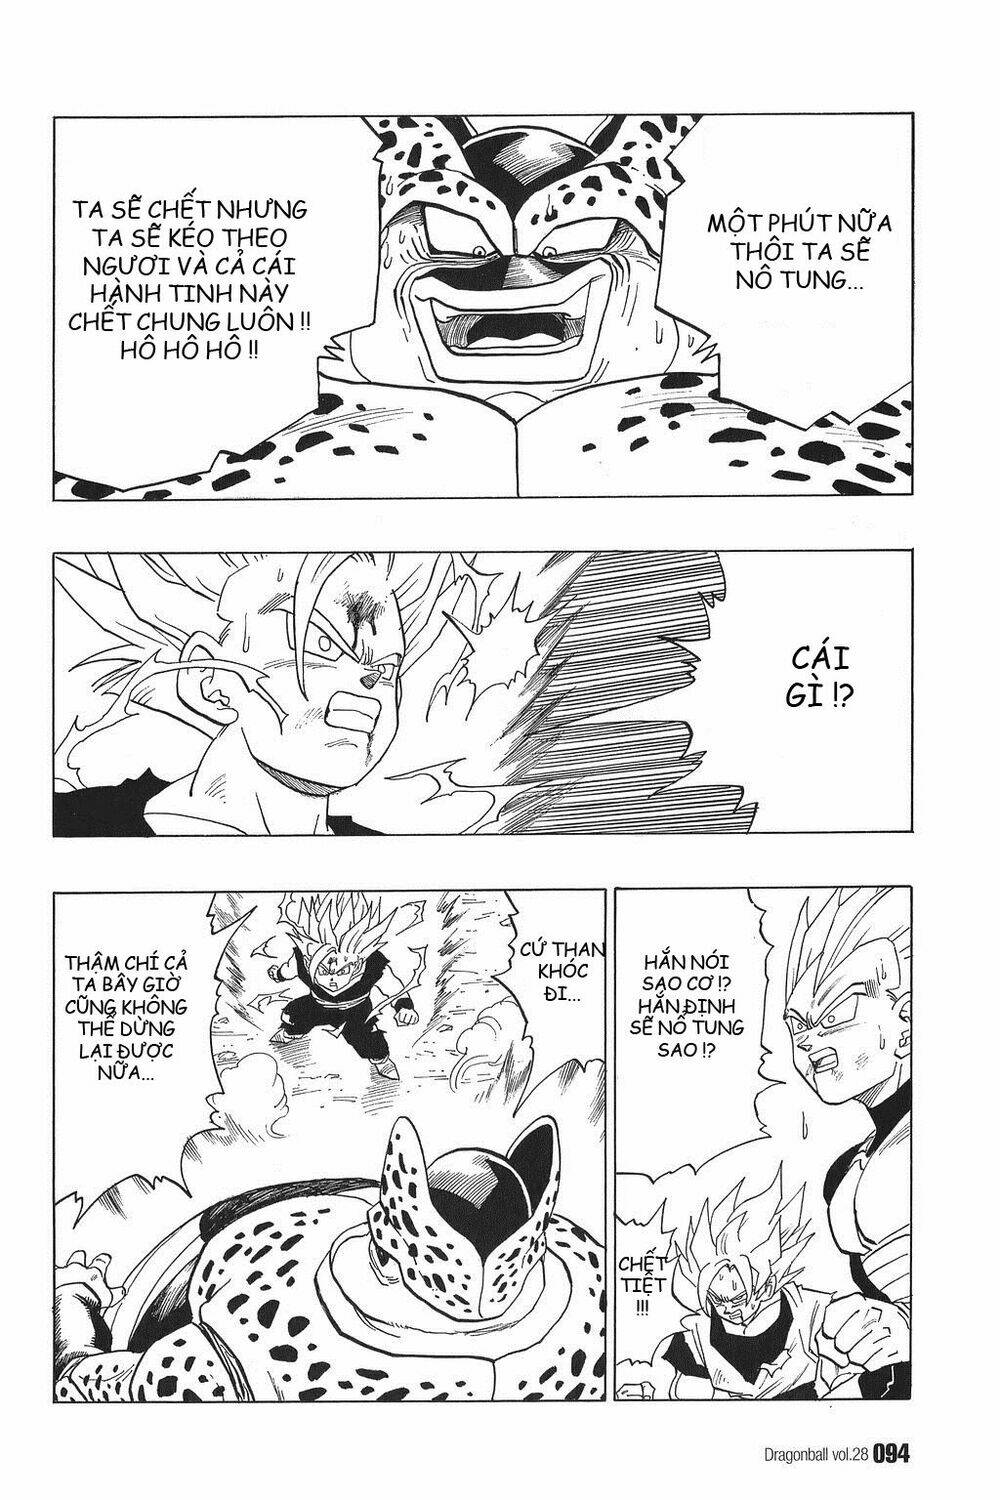 MỘT PHÚT NỮA
THÔI TA SẼ
NỔ TUNG...
TA SẼ CHẾT NHƯNG
TA SẼ KÉO THEO
NGƯƠI VÀ CẢ CÁI
HÀNH TINH NÀY
CHẾT CHUNG LUÔN !!
HÔ HÔ HÔ !!
CÁI
GÌ !?
HẮN NÓI
SAO CƠ !?
HẮN ĐỊNH
SẼ NỔ TUNG
SAO !?
CHẾT
TIỆT
!!!
CỨ THAN
KHÓC
ĐI...
THẬM CHÍ CẢ
TA BÂY GIỜ
CŨNG KHÔNG
THỂ DỪNG
LẠI ĐƯỢC
NỮA...
Dragonball vol.28 094